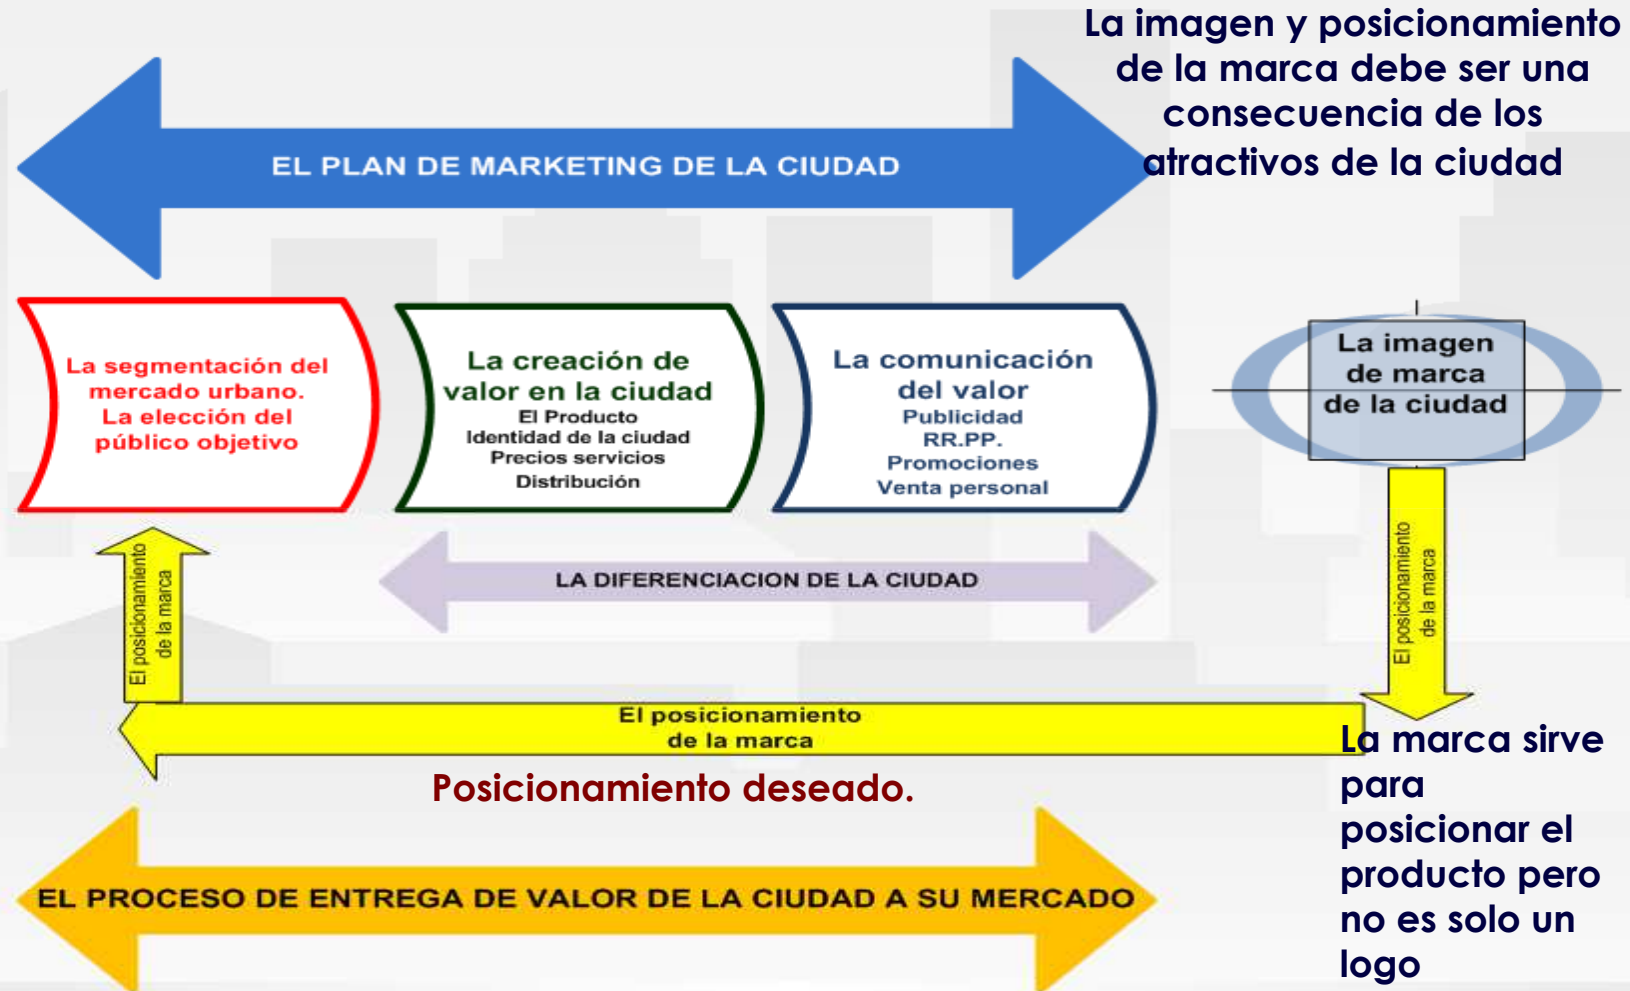 La imagen y posicionamiento
de la marca debe ser una
consecuencia de los
atractivos de la ciudad
EL PLAN DE MARKETING DE LA CIUDAD
La segmentación del
mercado urbano.
La elección del
público objetivo
La creación de
valor en la ciudad
El Producto
Identidad de la ciudad
Precios servicios
Distribución
La comunicación
del valor
Publicidad
RR.PP.
Promociones
Venta personal
La imagen
de marca
de la ciudad
El posicionamiento
de la marca
LA DIFERENCIACION DE LA CIUDAD
El posicionamiento
de la marca
El posicionamiento
de la marca
Posicionamiento deseado.
La marca sirve
para
posicionar el
producto pero
no es solo un
logo
EL PROCESO DE ENTREGA DE VALOR DE LA CIUDAD A SU MERCADO